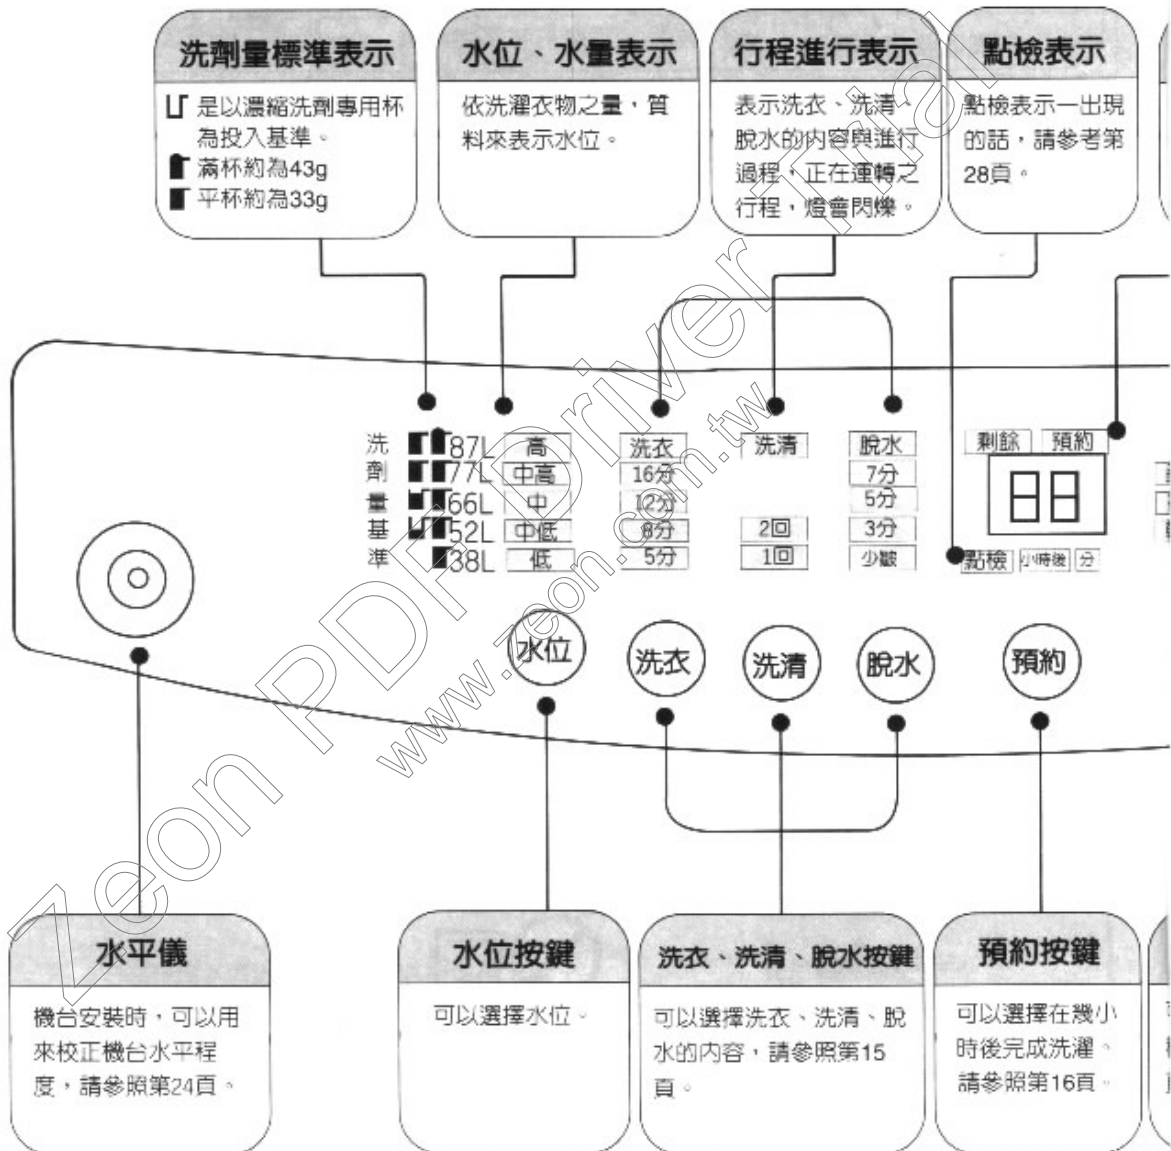 洗劑量標準表示
是以濃縮洗劑專用杯
為投入基準。
滿杯約為43g
平杯約為33g
水位、水量表示
依洗濯衣物之量，質
料來表示水位。
行程進行表示
表示洗衣、洗清、
脫水的內容與進行
過程，正在運轉之
行程，燈會閃爍。
點檢表示
點檢表示一出現
的話，請參考第
28頁。
洗劑量基準
87L 高
77L 中高
66L 中
52L 中低
38L 低
洗衣
16分
12分
8分
5分
洗清
2回
1回
脫水
7分
5分
3分
少皺
剩餘 預約
88
點檢 小時後 分
水位
洗衣
洗清
脫水
預約
水平儀
機台安裝時，可以用
來校正機台水平程
度，請參照第24頁。
水位按鍵
可以選擇水位。
洗衣、洗清、脫水按鍵
可以選擇洗衣、洗清、脫
水的內容，請參照第15
頁。
預約按鍵
可以選擇在幾小
時後完成洗濯。
請參照第16頁。
Zeon PDF Driver Trial
www.zeon.com.tw